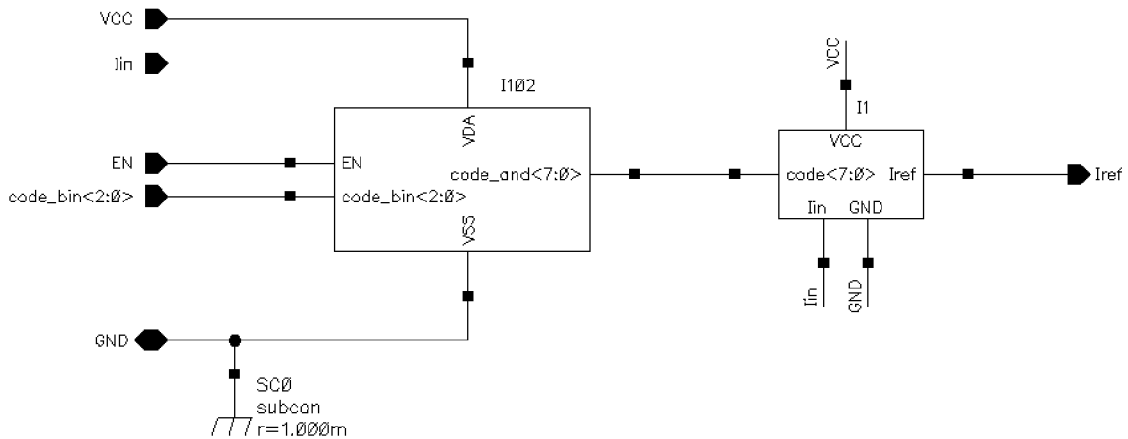 VCC
Iin
I102
VCC
I1
VDA
VCC
EN
EN
code_and<7:0>
code<7:0>
Iref
Iref
code_bin<2:0>
code_bin<2:0>
VSS
Iin
GND
Iin
GND
GND
SC0
subcon
r=1.000m